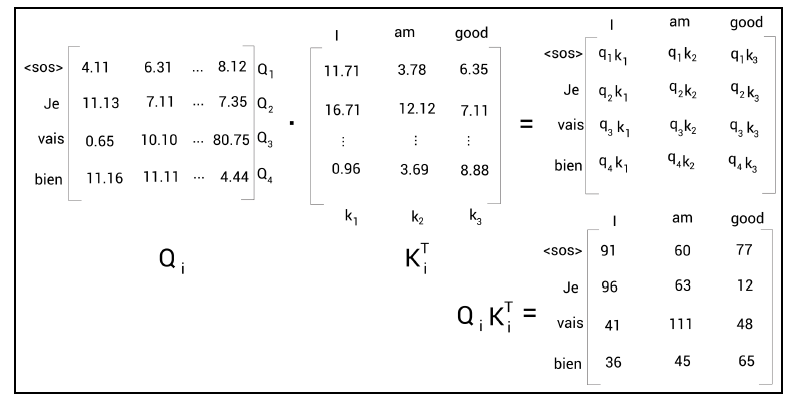 I am good
<sos> 4.11 6.31 ... 8.12 Q1
Je 11.13 7.11 ... 7.35 Q2
vais 0.65 10.10 ... 80.75 Q3
bien 11.16 11.11 ... 4.44 Q4
Q i
.
I am good
11.71 3.78 6.35
16.71 12.12 7.11
⋮ ⋮ ⋮
0.96 3.69 8.88
k1 k2 k3
K i T
=
I am good
<sos> q1k1 q1k2 q1k3
Je q2k1 q2k2 q2k3
vais q3k1 q3k2 q3k3
bien q4k1 q4k2 q4k3
Q i K i T =
I am good
<sos> 91 60 77
Je 96 63 12
vais 41 111 48
bien 36 45 65